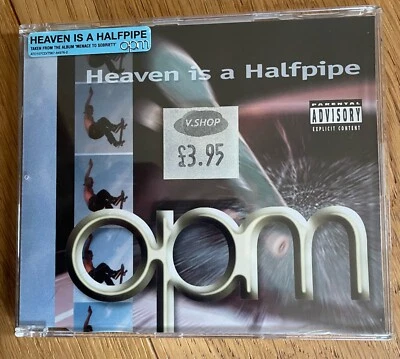 HEAVEN IS A HALFPIPE
TAKEN FROM THE ALBUM 'MENACE TO SOBRIETY'
opm
Heaven is a Halfpipe
PARENTAL
ADVISORY
EXPLICIT CONTENT
V.SHOP
£3.95
opm